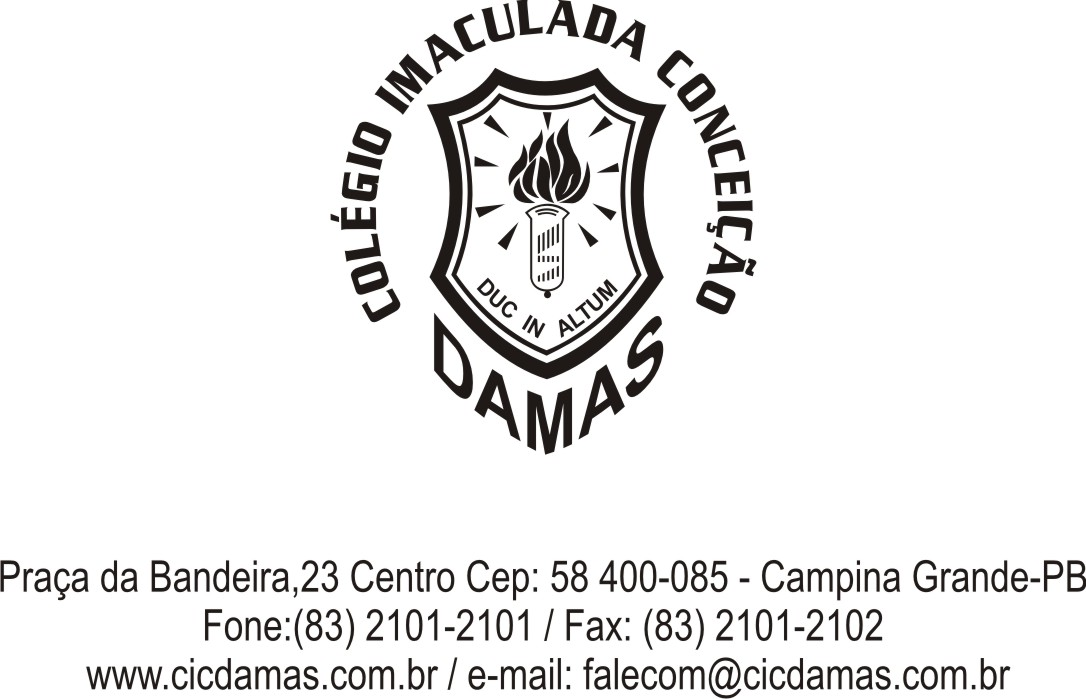 COLÉGIO IMACULADA CONCEIÇÃO
DUC IN ALTUM
DAMAS
Praça da Bandeira,23 Centro Cep: 58 400-085 - Campina Grande-PB
Fone:(83) 2101-2101 / Fax: (83) 2101-2102
www.cicdamas.com.br / e-mail: falecom@cicdamas.com.br